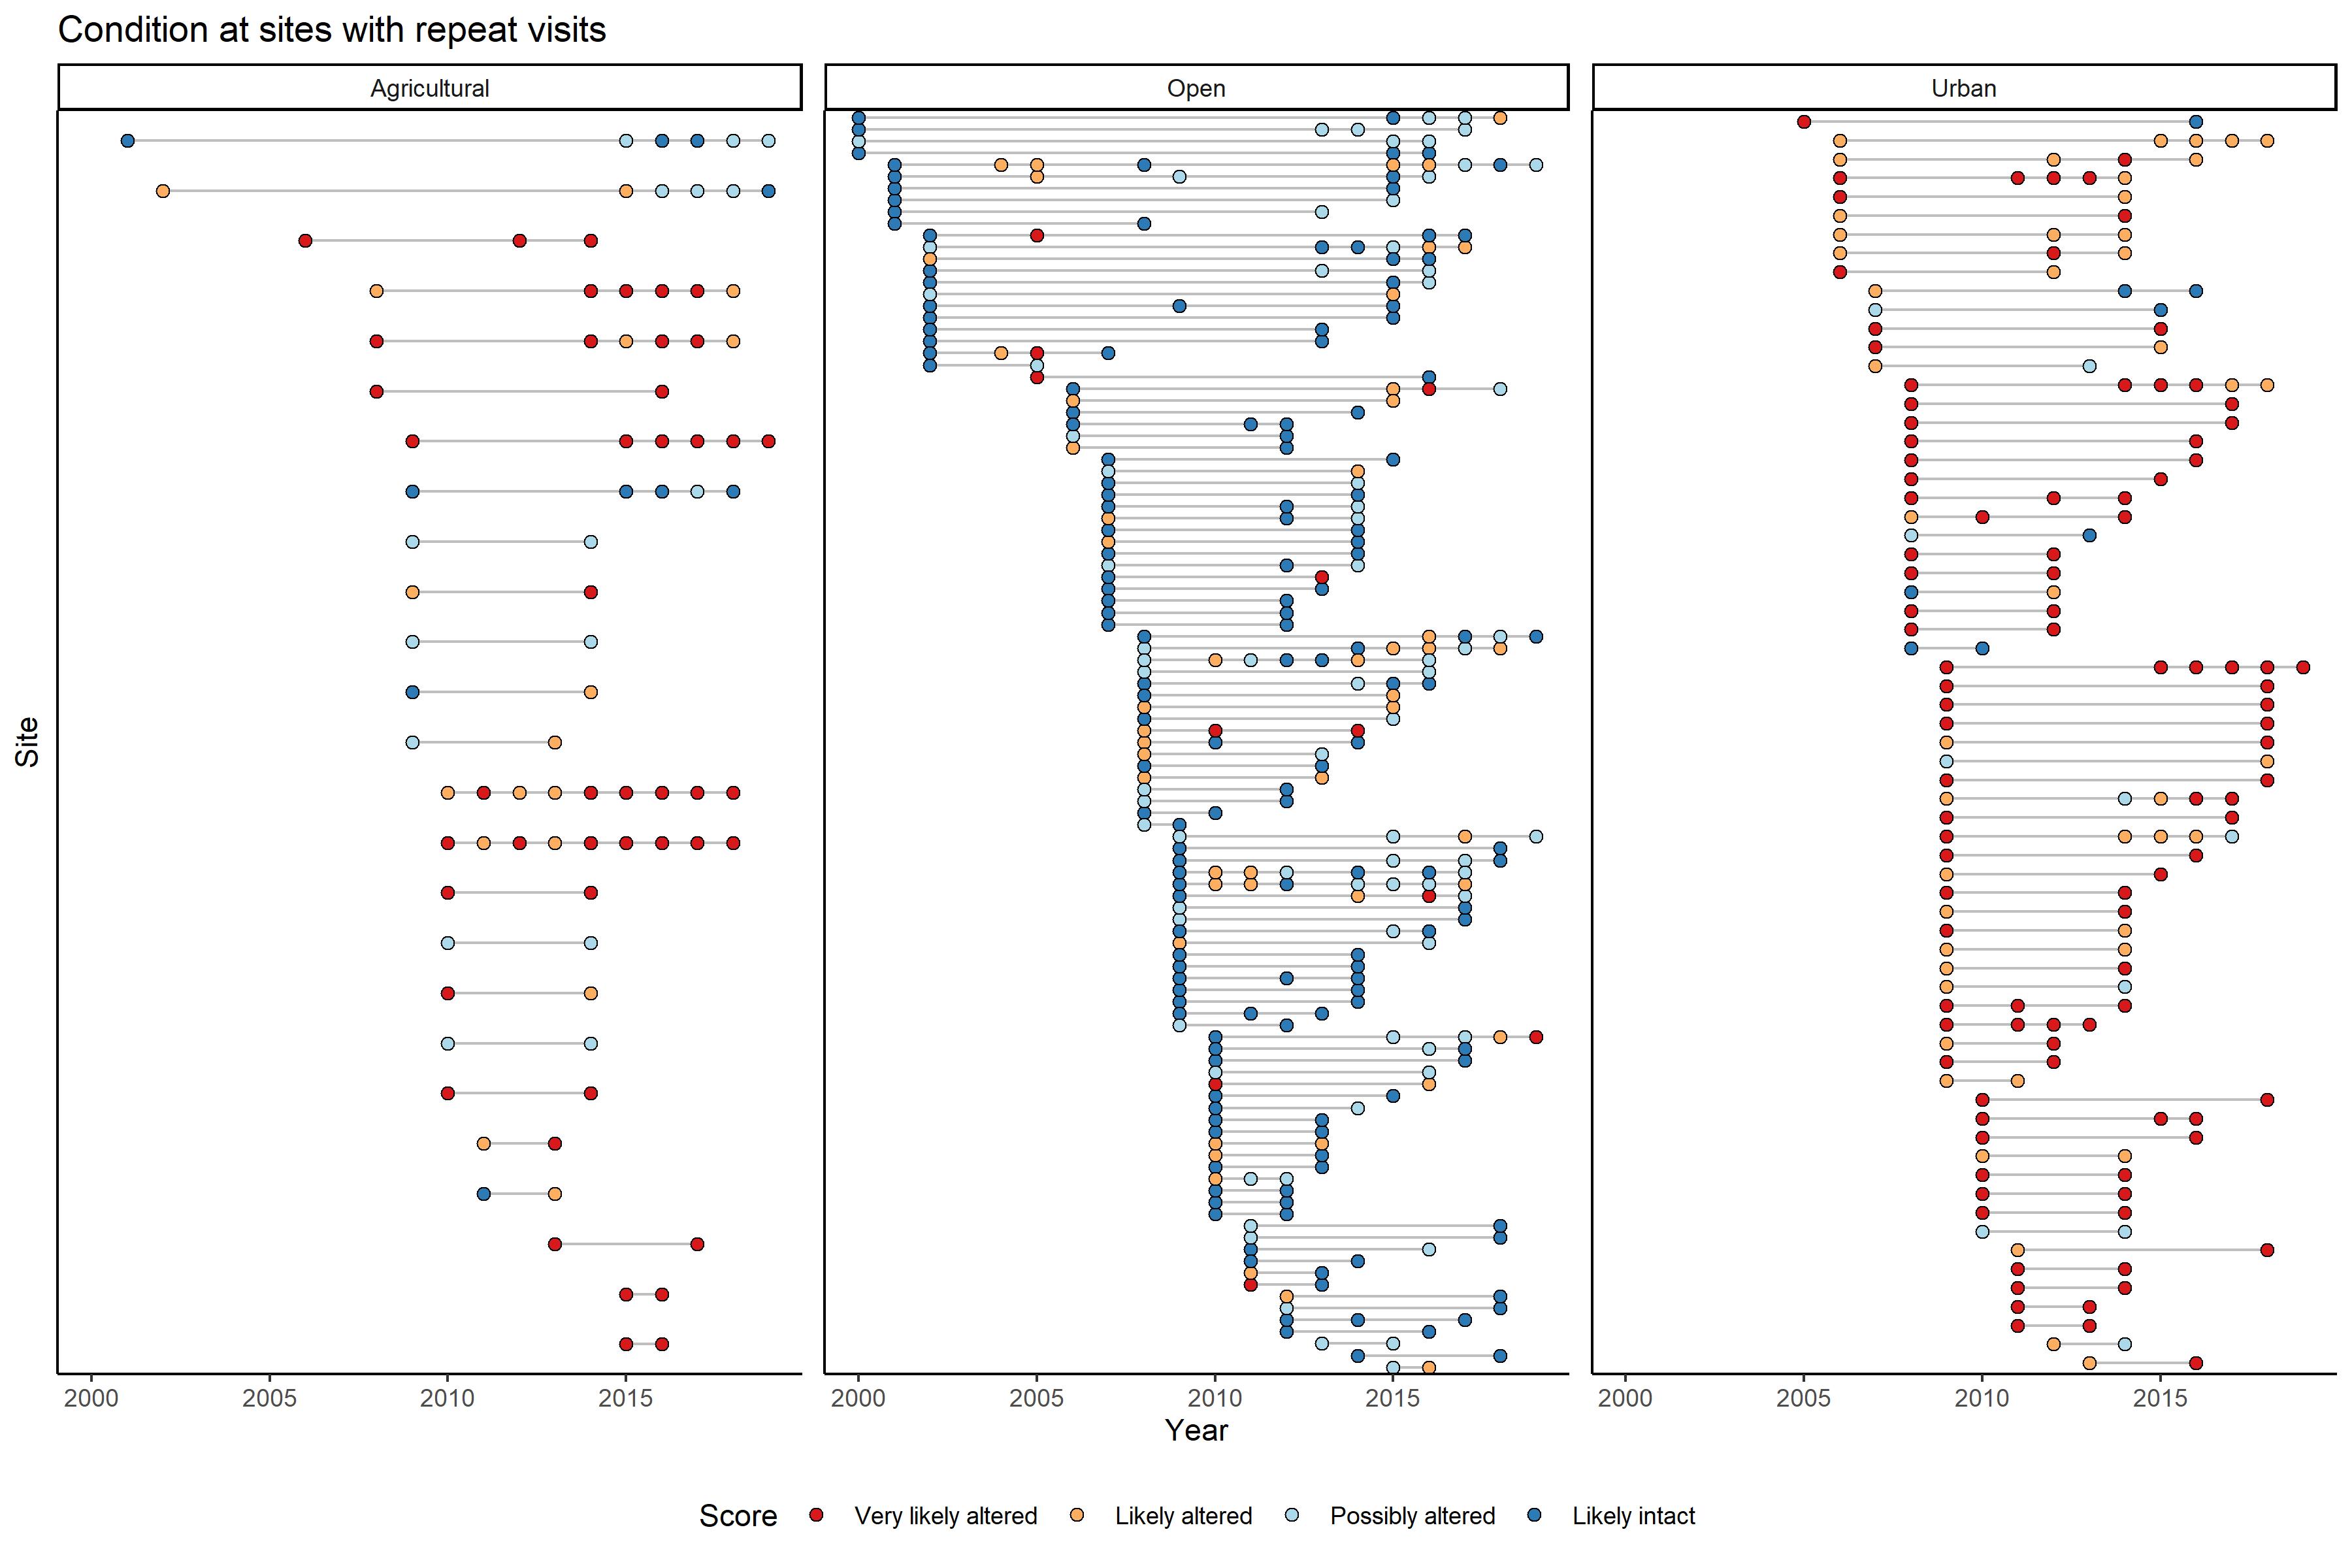 Condition at sites with repeat visits
Agricultural Open Urban
Site
2000 2005 2010 2015 2000 2005 2010 2015 2000 2005 2010 2015
Year
Score Very likely altered Likely altered Possibly altered Likely intact